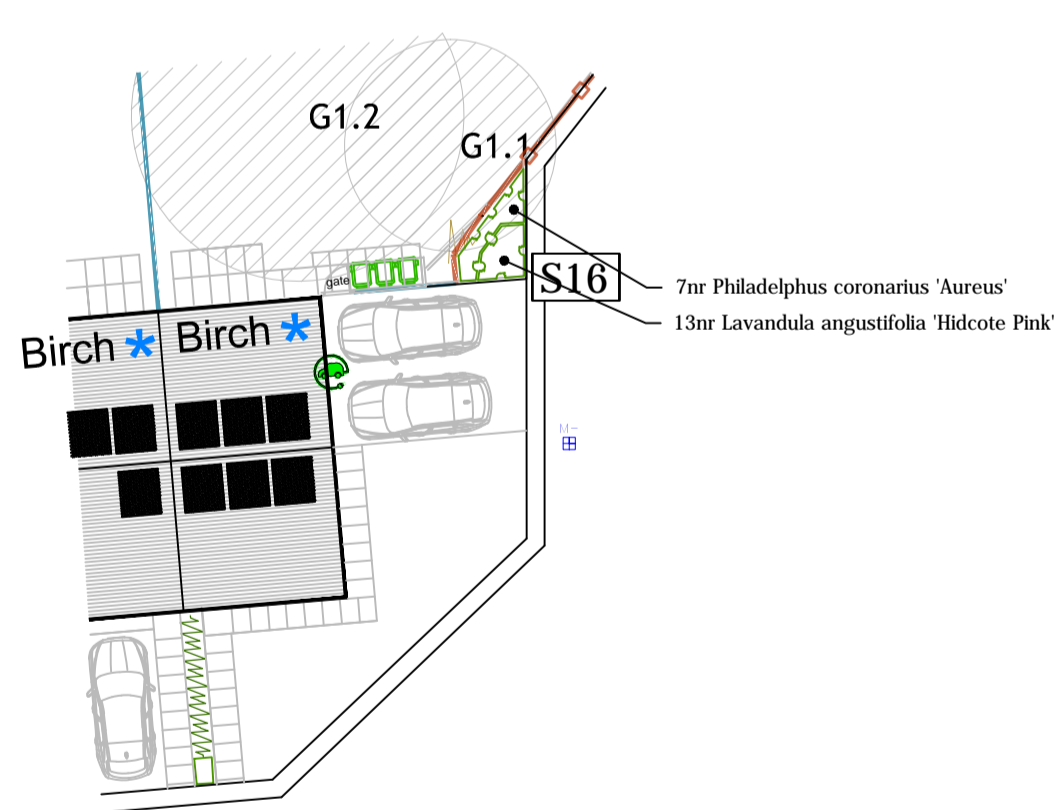 G1.2
G1.1
gate
S16
7nr Philadelphus coronarius 'Aureus'
13nr Lavandula angustifolia 'Hidcote Pink'
Birch *
Birch *
M-